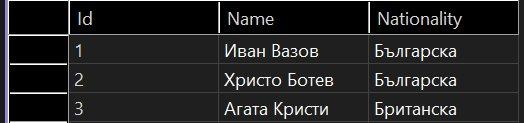 Id Name Nationality
1 Иван Вазов Българска
2 Христо Ботев Българска
3 Агата Кристи Британска